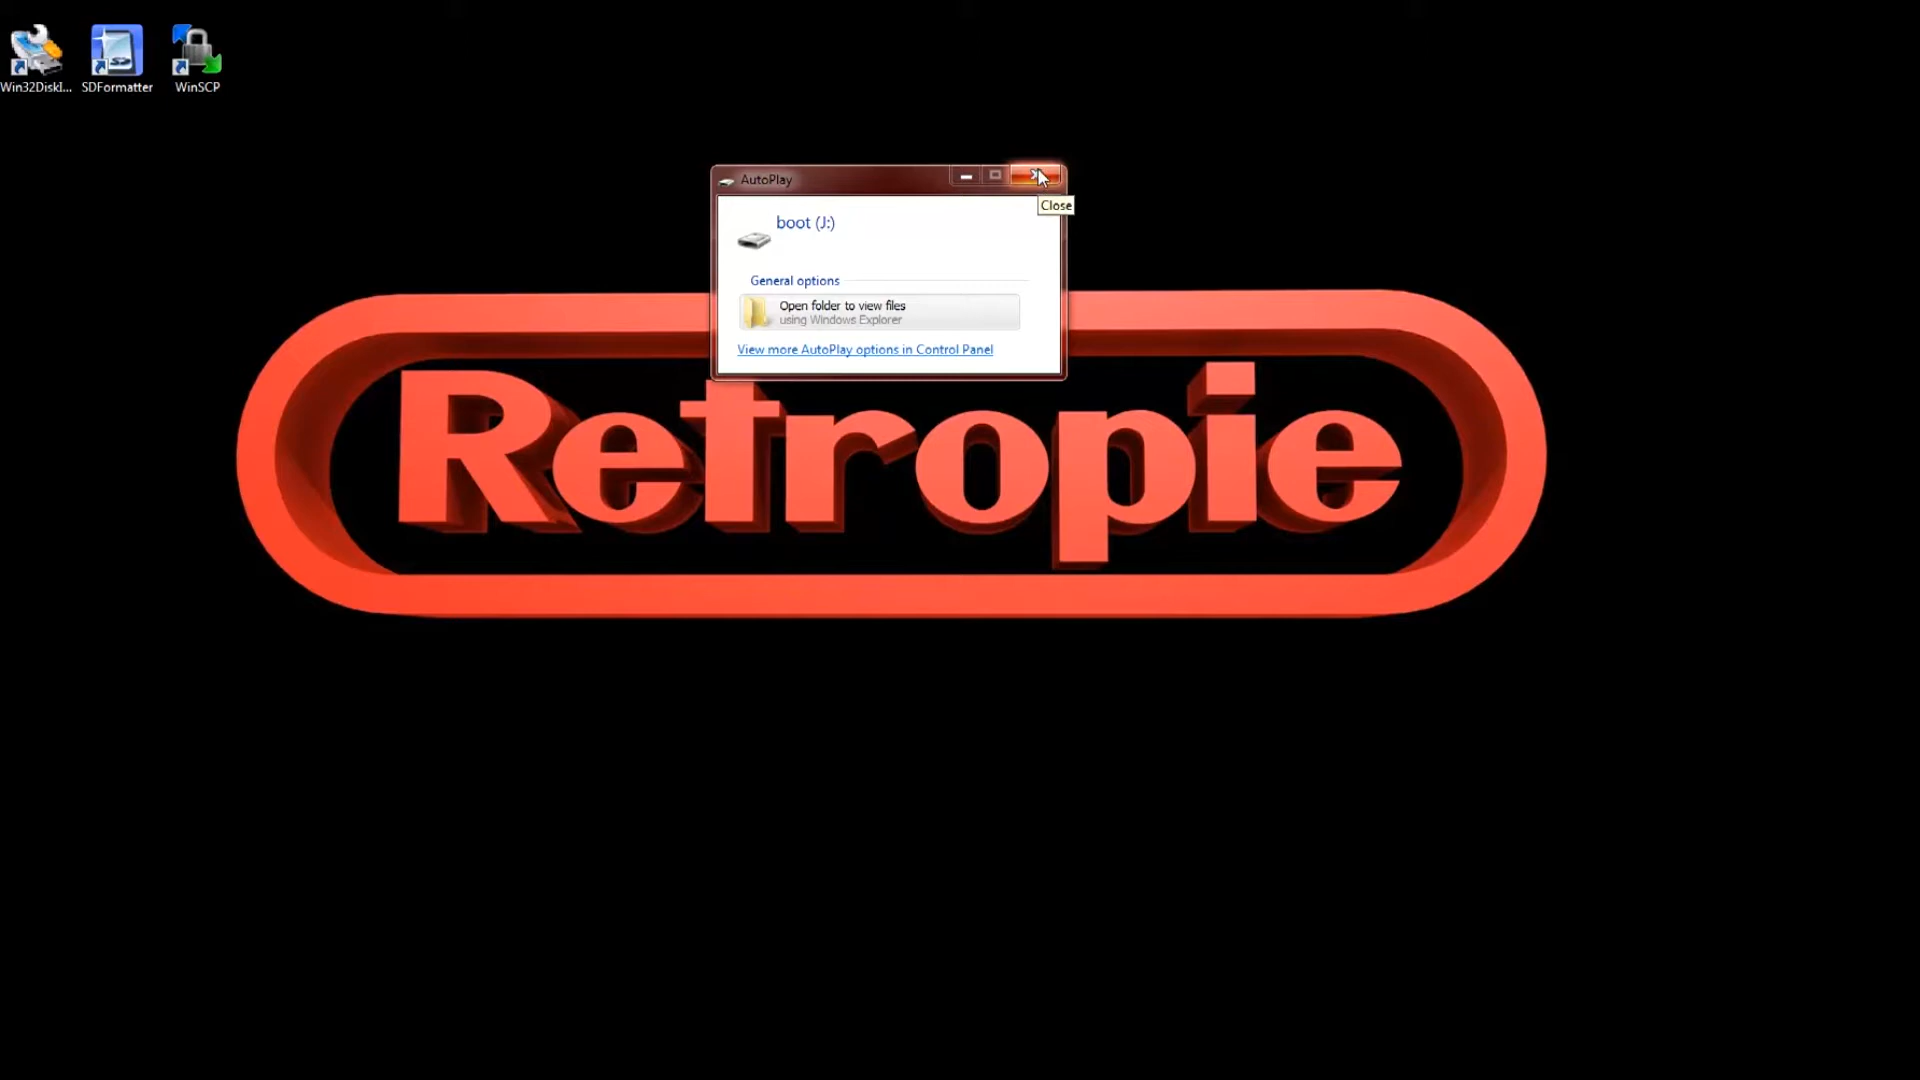 Win32DiskI...
SDFormatter
WinSCP
AutoPlay
Close
boot (J:)
General options
Open folder to view files
using Windows Explorer
View more AutoPlay options in Control Panel
Retropie